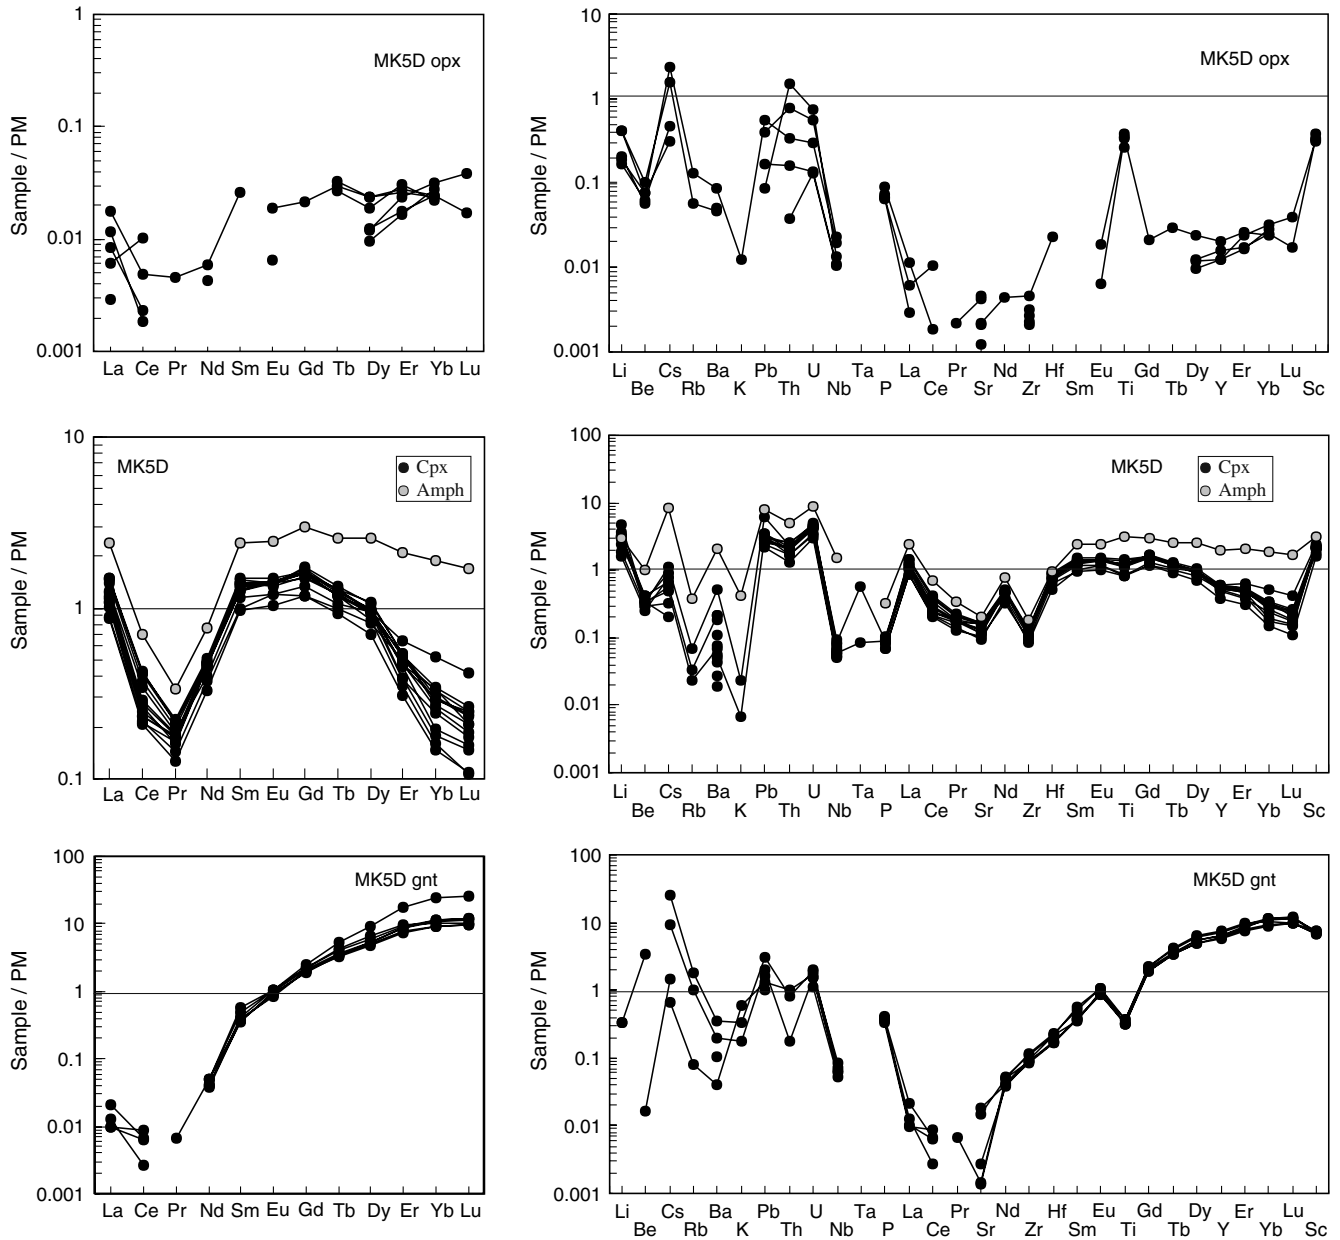 MK5D opx
Sample / PM
1
0.1
0.01
0.001
La Ce Pr Nd Sm Eu Gd Tb Dy Er Yb Lu
MK5D opx
Sample / PM
10
1
0.1
0.01
0.001
Li Cs Ba Pb U Ta La Pr Nd Hf Eu Gd Dy Er Lu
Be Rb K Th Nb P Ce Sr Zr Sm Ti Tb Y Yb Sc
MK5D
Cpx
Amph
Sample / PM
10
1
0.1
La Ce Pr Nd Sm Eu Gd Tb Dy Er Yb Lu
MK5D
Cpx
Amph
Sample / PM
100
10
1
0.1
0.01
0.001
Li Cs Ba Pb U Ta La Pr Nd Hf Eu Gd Dy Er Lu
Be Rb K Th Nb P Ce Sr Zr Sm Ti Tb Y Yb Sc
MK5D gnt
Sample / PM
100
10
1
0.1
0.01
0.001
La Ce Pr Nd Sm Eu Gd Tb Dy Er Yb Lu
MK5D gnt
Sample / PM
100
10
1
0.1
0.01
0.001
Li Cs Ba Pb U Ta La Pr Nd Hf Eu Gd Dy Er Lu
Be Rb K Th Nb P Ce Sr Zr Sm Ti Tb Y Yb Sc